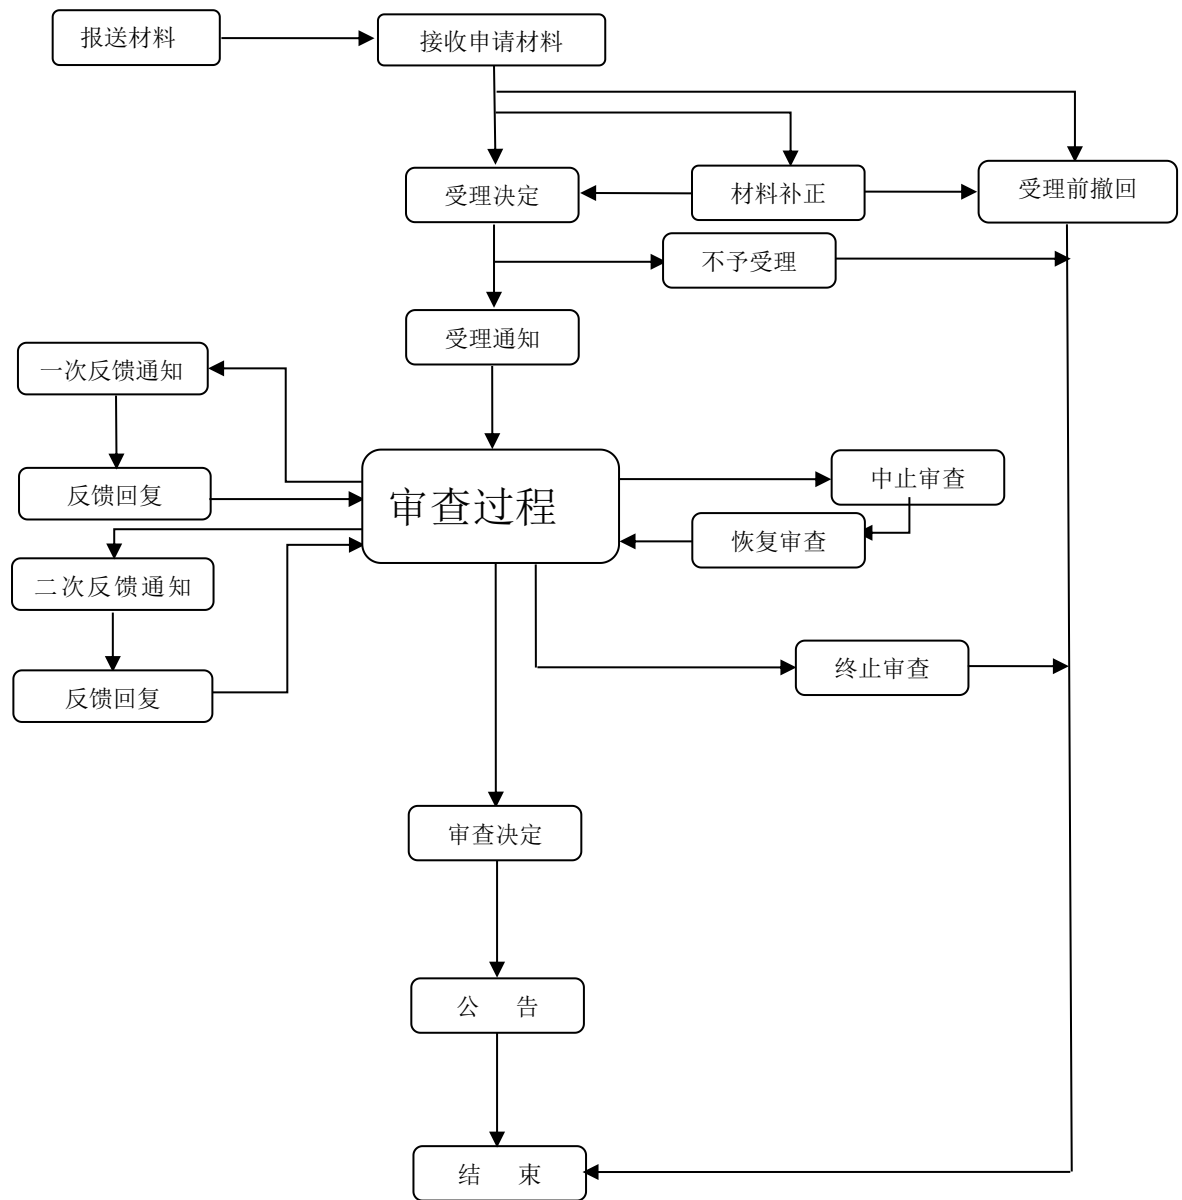 报送材料
接收申请材料
受理决定
材料补正
受理前撤回
不予受理
受理通知
一次反馈通知
反馈回复
审查过程
中止审查
恢复审查
二次反馈通知
反馈回复
终止审查
审查决定
公 告
结 束